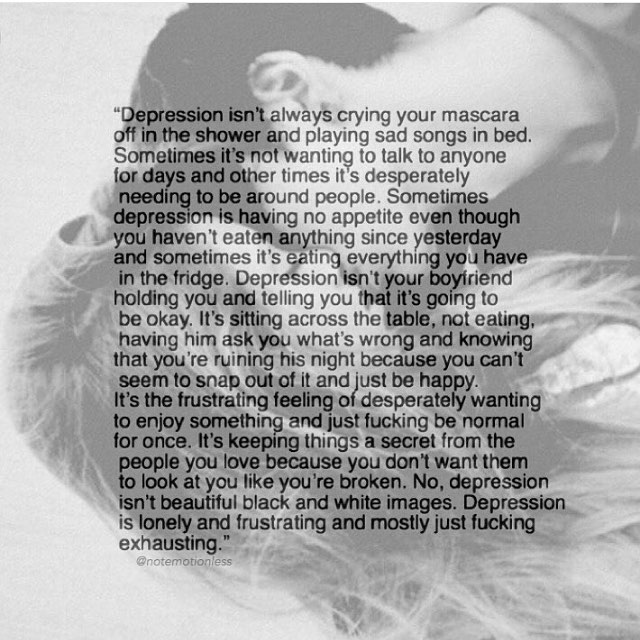 “Depression isn't always crying your mascara
off in the shower and playing sad songs in bed.
Sometimes it's not wanting to talk to anyone
for days and other times it's desperately
needing to be around people. Sometimes
depression is having no appetite even though
you haven't eaten anything since yesterday
and sometimes it's eating everything you have
in the fridge. Depression isn't your boyfriend
holding you and telling you that it's going to
be okay. It's sitting across the table, not eating,
having him ask you what's wrong and knowing
that you're ruining his night because you can't
seem to snap out of it and just be happy.
It's the frustrating feeling of desperately wanting
to enjoy something and just fucking be normal
for once. It's keeping things a secret from the
people you love because you don't want them
to look at you like you're broken. No, depression
isn't beautiful black and white images. Depression
is lonely and frustrating and mostly just fucking
exhausting.”
@notemotionless